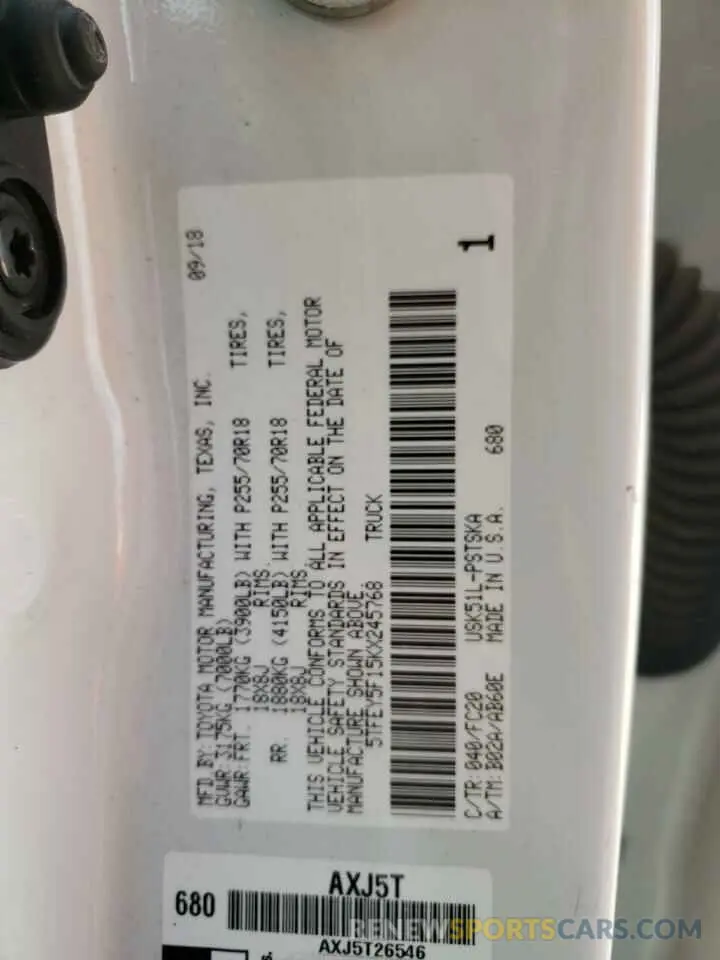 09/18
MFD BY: TOYOTA MOTOR MANUFACTURING, TEXAS, INC.
GVWR: 3175KG (7000LB)
GAWR: FRT. 1770KG (3900LB) WITH P255/70R18 TIRES,
18X8J RIMS.
RR. 1880KG (4150LB) WITH P255/70R18 TIRES,
18X8J RIMS.
THIS VEHICLE CONFORMS TO ALL APPLICABLE FEDERAL MOTOR
VEHICLE SAFETY STANDARDS IN EFFECT ON THE DATE OF
MANUFACTURE SHOWN ABOVE
5TFEY5F15KX245768 TRUCK
C/TR: 040/FC20 USK51L-PSTSKA 680
A/TM: B02A/AB60E MADE IN U.S.A.
1
AXJ5T
680
AXJ5T26546
BENEWSPORTSCARS.COM